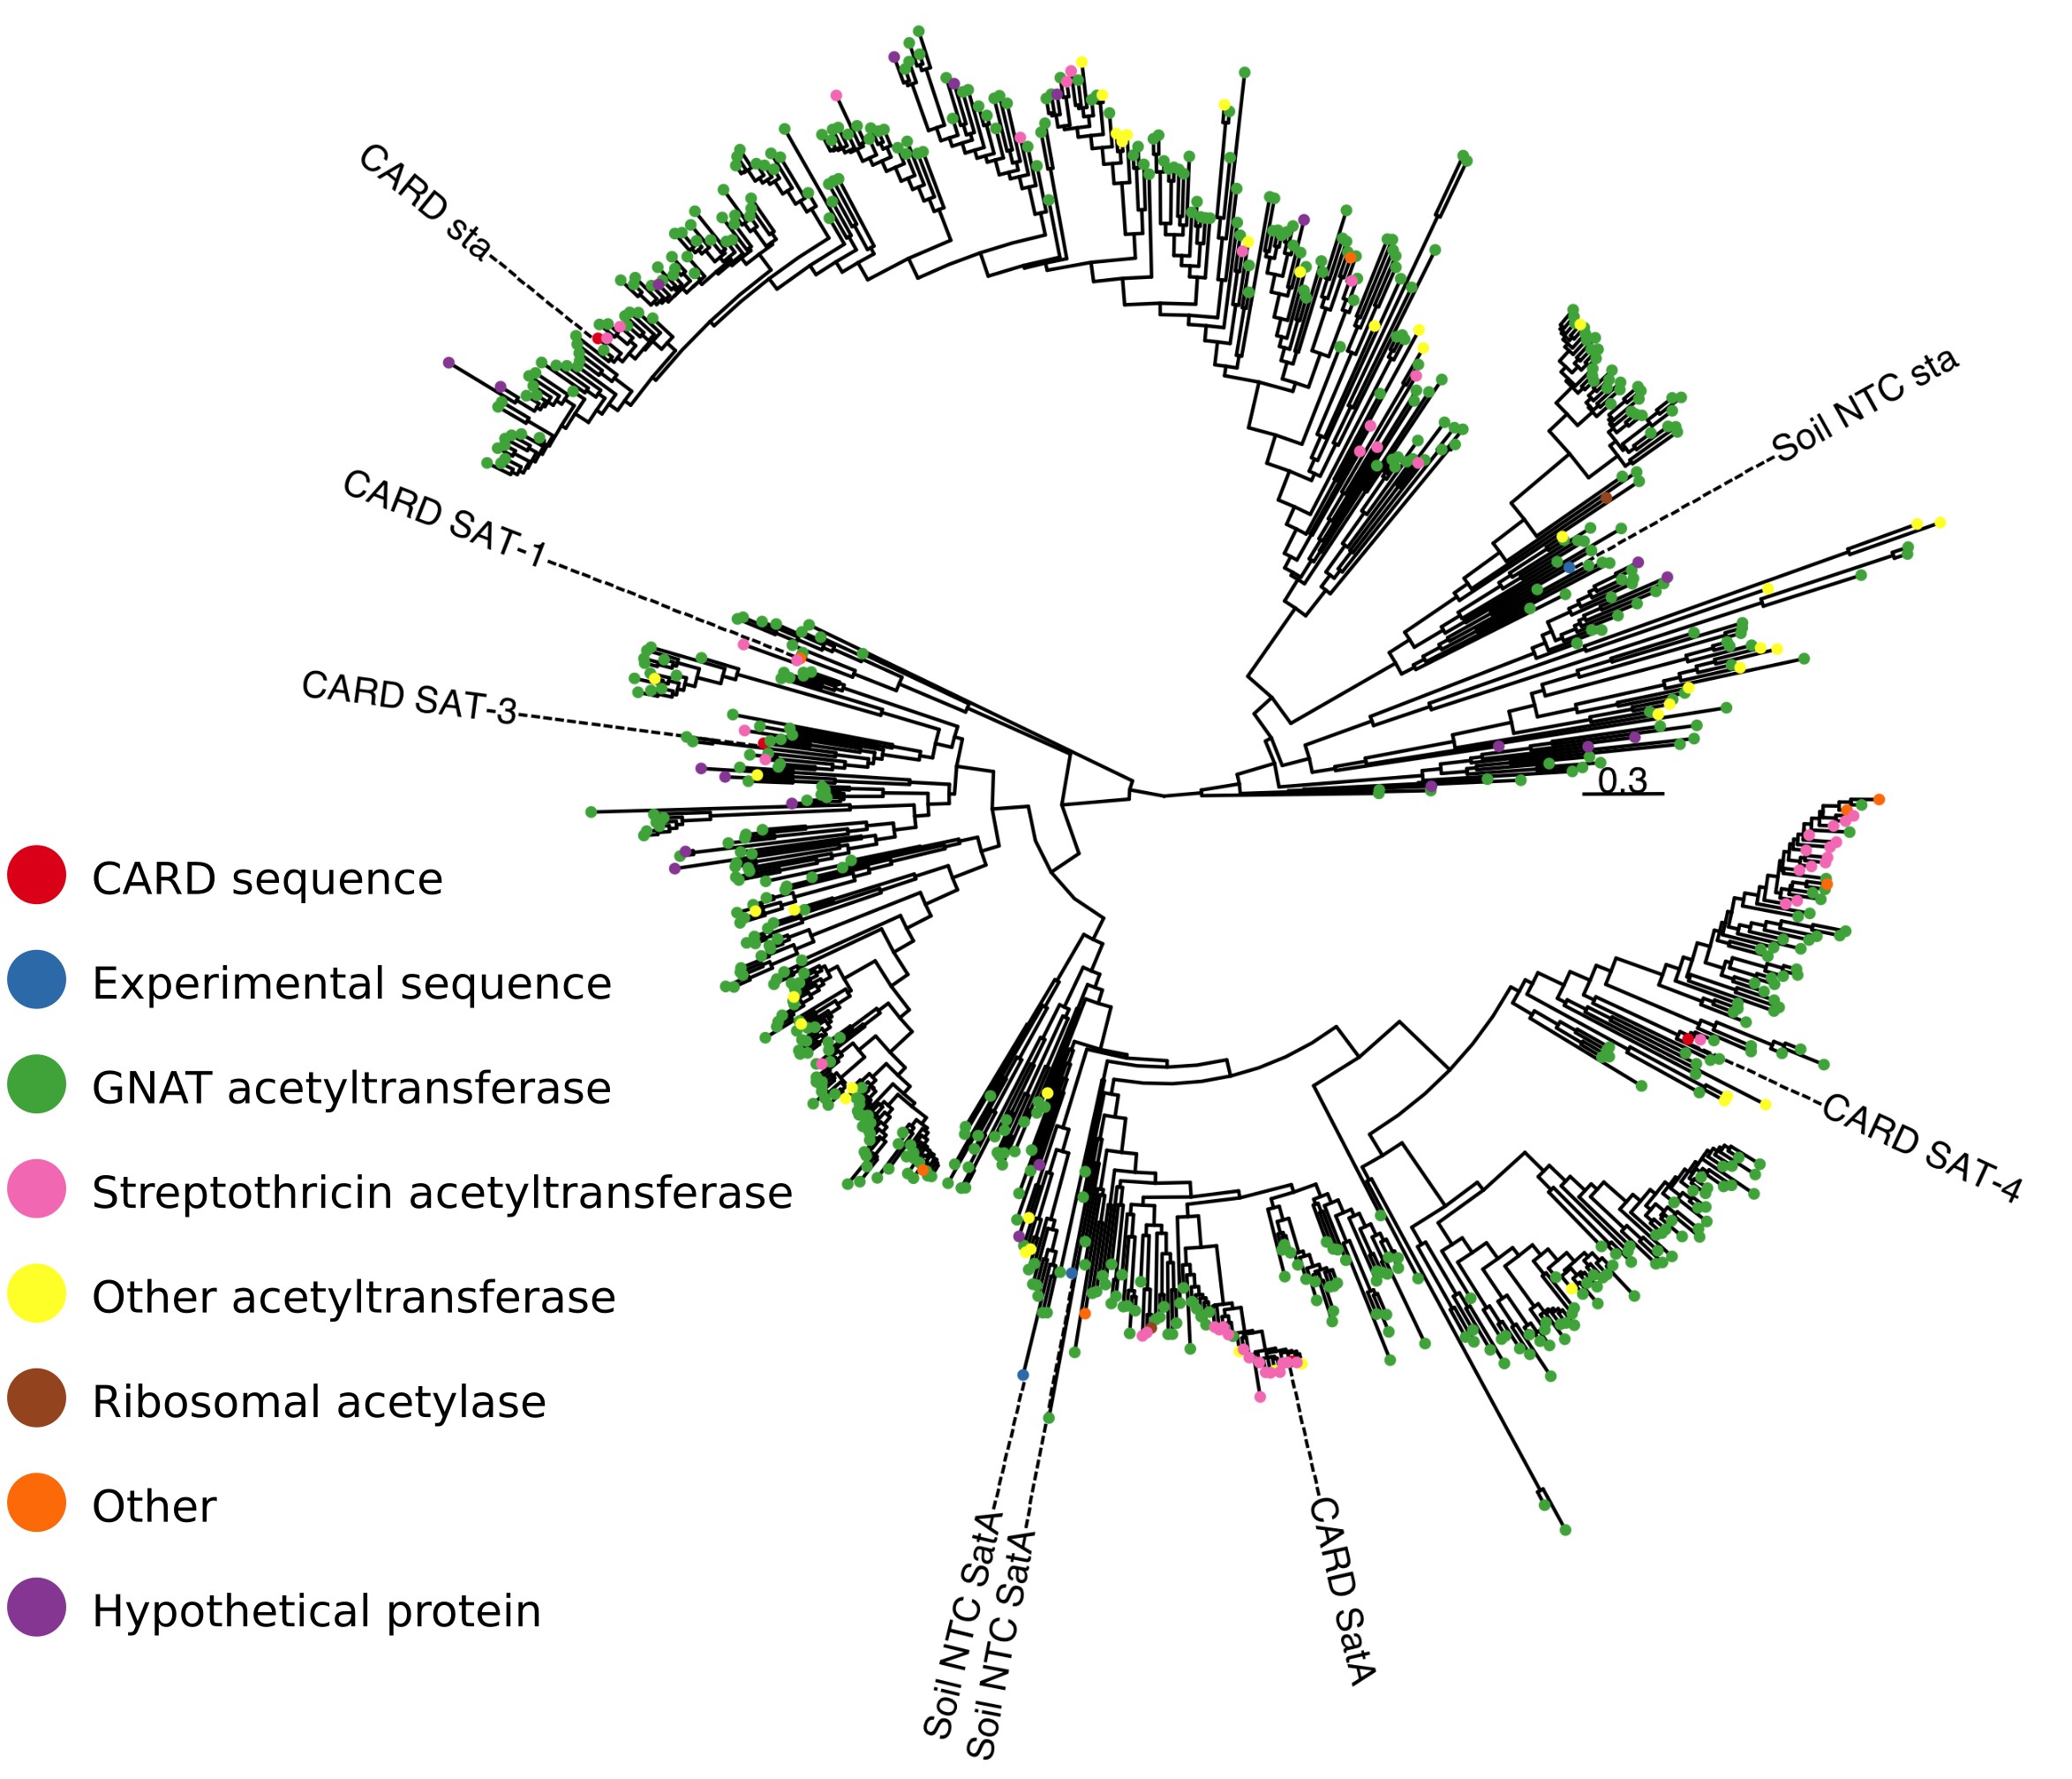 CARD sta
CARD SAT-1
CARD SAT-3
Soil NTC sta
0.3
CARD SAT-4
CARD sequence
Experimental sequence
GNAT acetyltransferase
Streptothricin acetyltransferase
Other acetyltransferase
Ribosomal acetylase
Other
Hypothetical protein
Soil NTC SatA
Soil NTC SatA
CARD SatA